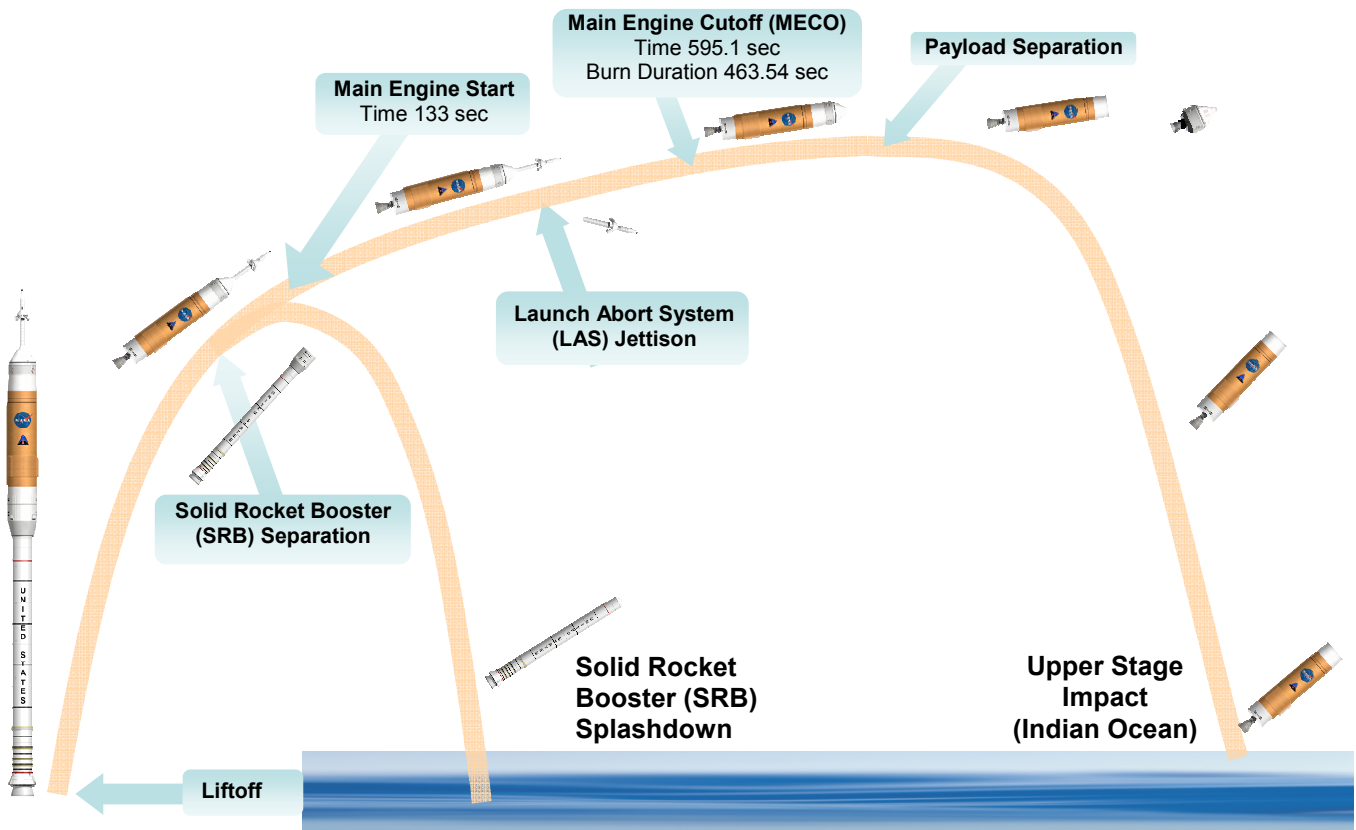 Main Engine Cutoff (MECO)
Time 595.1 sec
Burn Duration 463.54 sec
Payload Separation
Main Engine Start
Time 133 sec
Launch Abort System
(LAS) Jettison
Solid Rocket Booster
(SRB) Separation
UNITED STATES
Solid Rocket
Booster (SRB)
Splashdown
Upper Stage
Impact
(Indian Ocean)
Liftoff